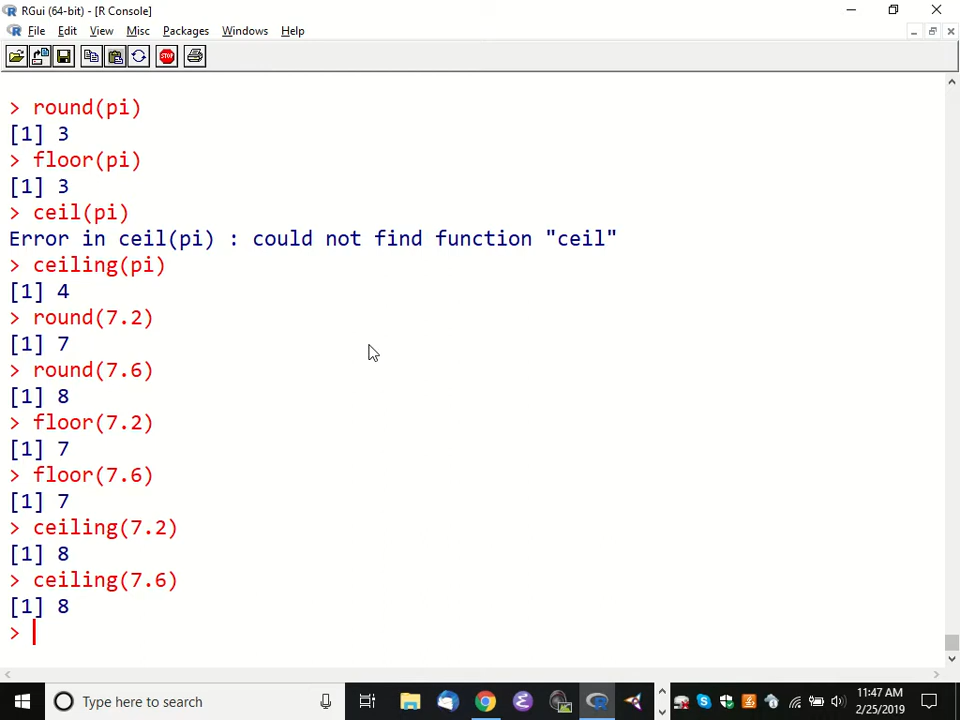 RGui (64-bit) - [R Console]
File Edit View Misc Packages Windows Help
> round(pi)
[1] 3
> floor(pi)
[1] 3
> ceil(pi)
Error in ceil(pi) : could not find function "ceil"
> ceiling(pi)
[1] 4
> round(7.2)
[1] 7
> round(7.6)
[1] 8
> floor(7.2)
[1] 7
> floor(7.6)
[1] 7
> ceiling(7.2)
[1] 8
> ceiling(7.6)
[1] 8
>
Type here to search
11:47 AM
2/25/2019